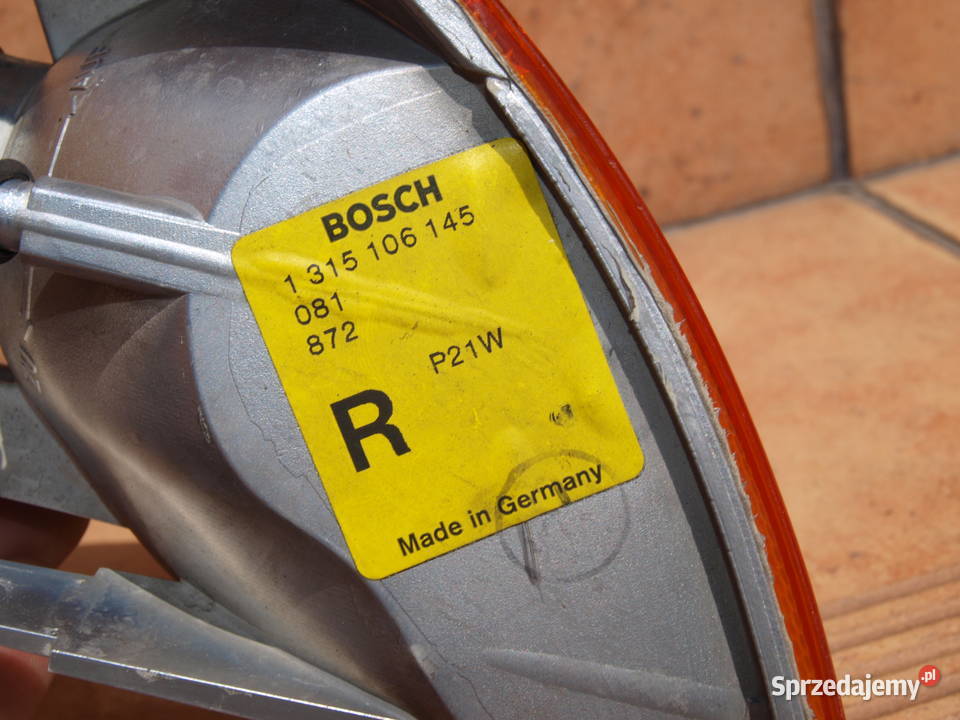 BOSCH
1 315 106 145
081
872
P21W
R
Made in Germany
Sprzedajemy.pl